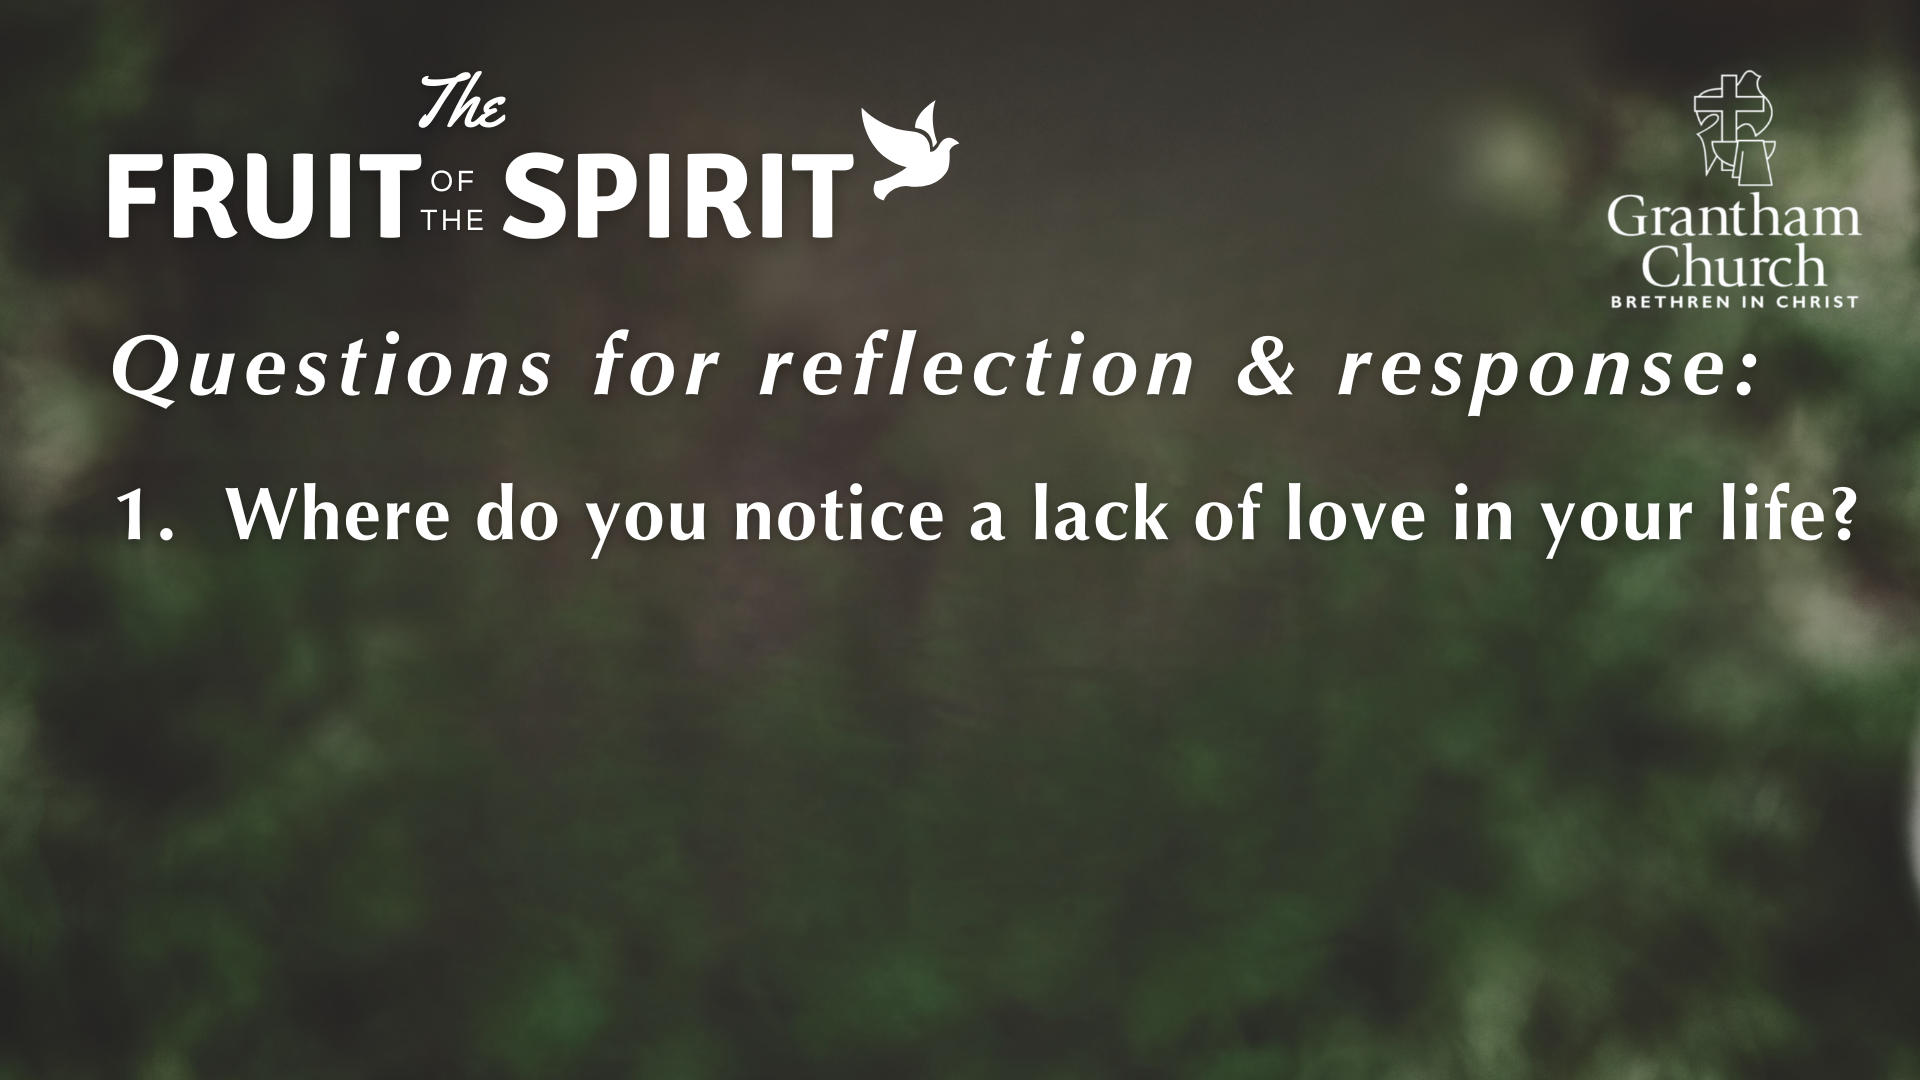 The
FRUIT OF THE SPIRIT
Grantham
Church
BRETHREN IN CHRIST
Questions for reflection & response:
1. Where do you notice a lack of love in your life?